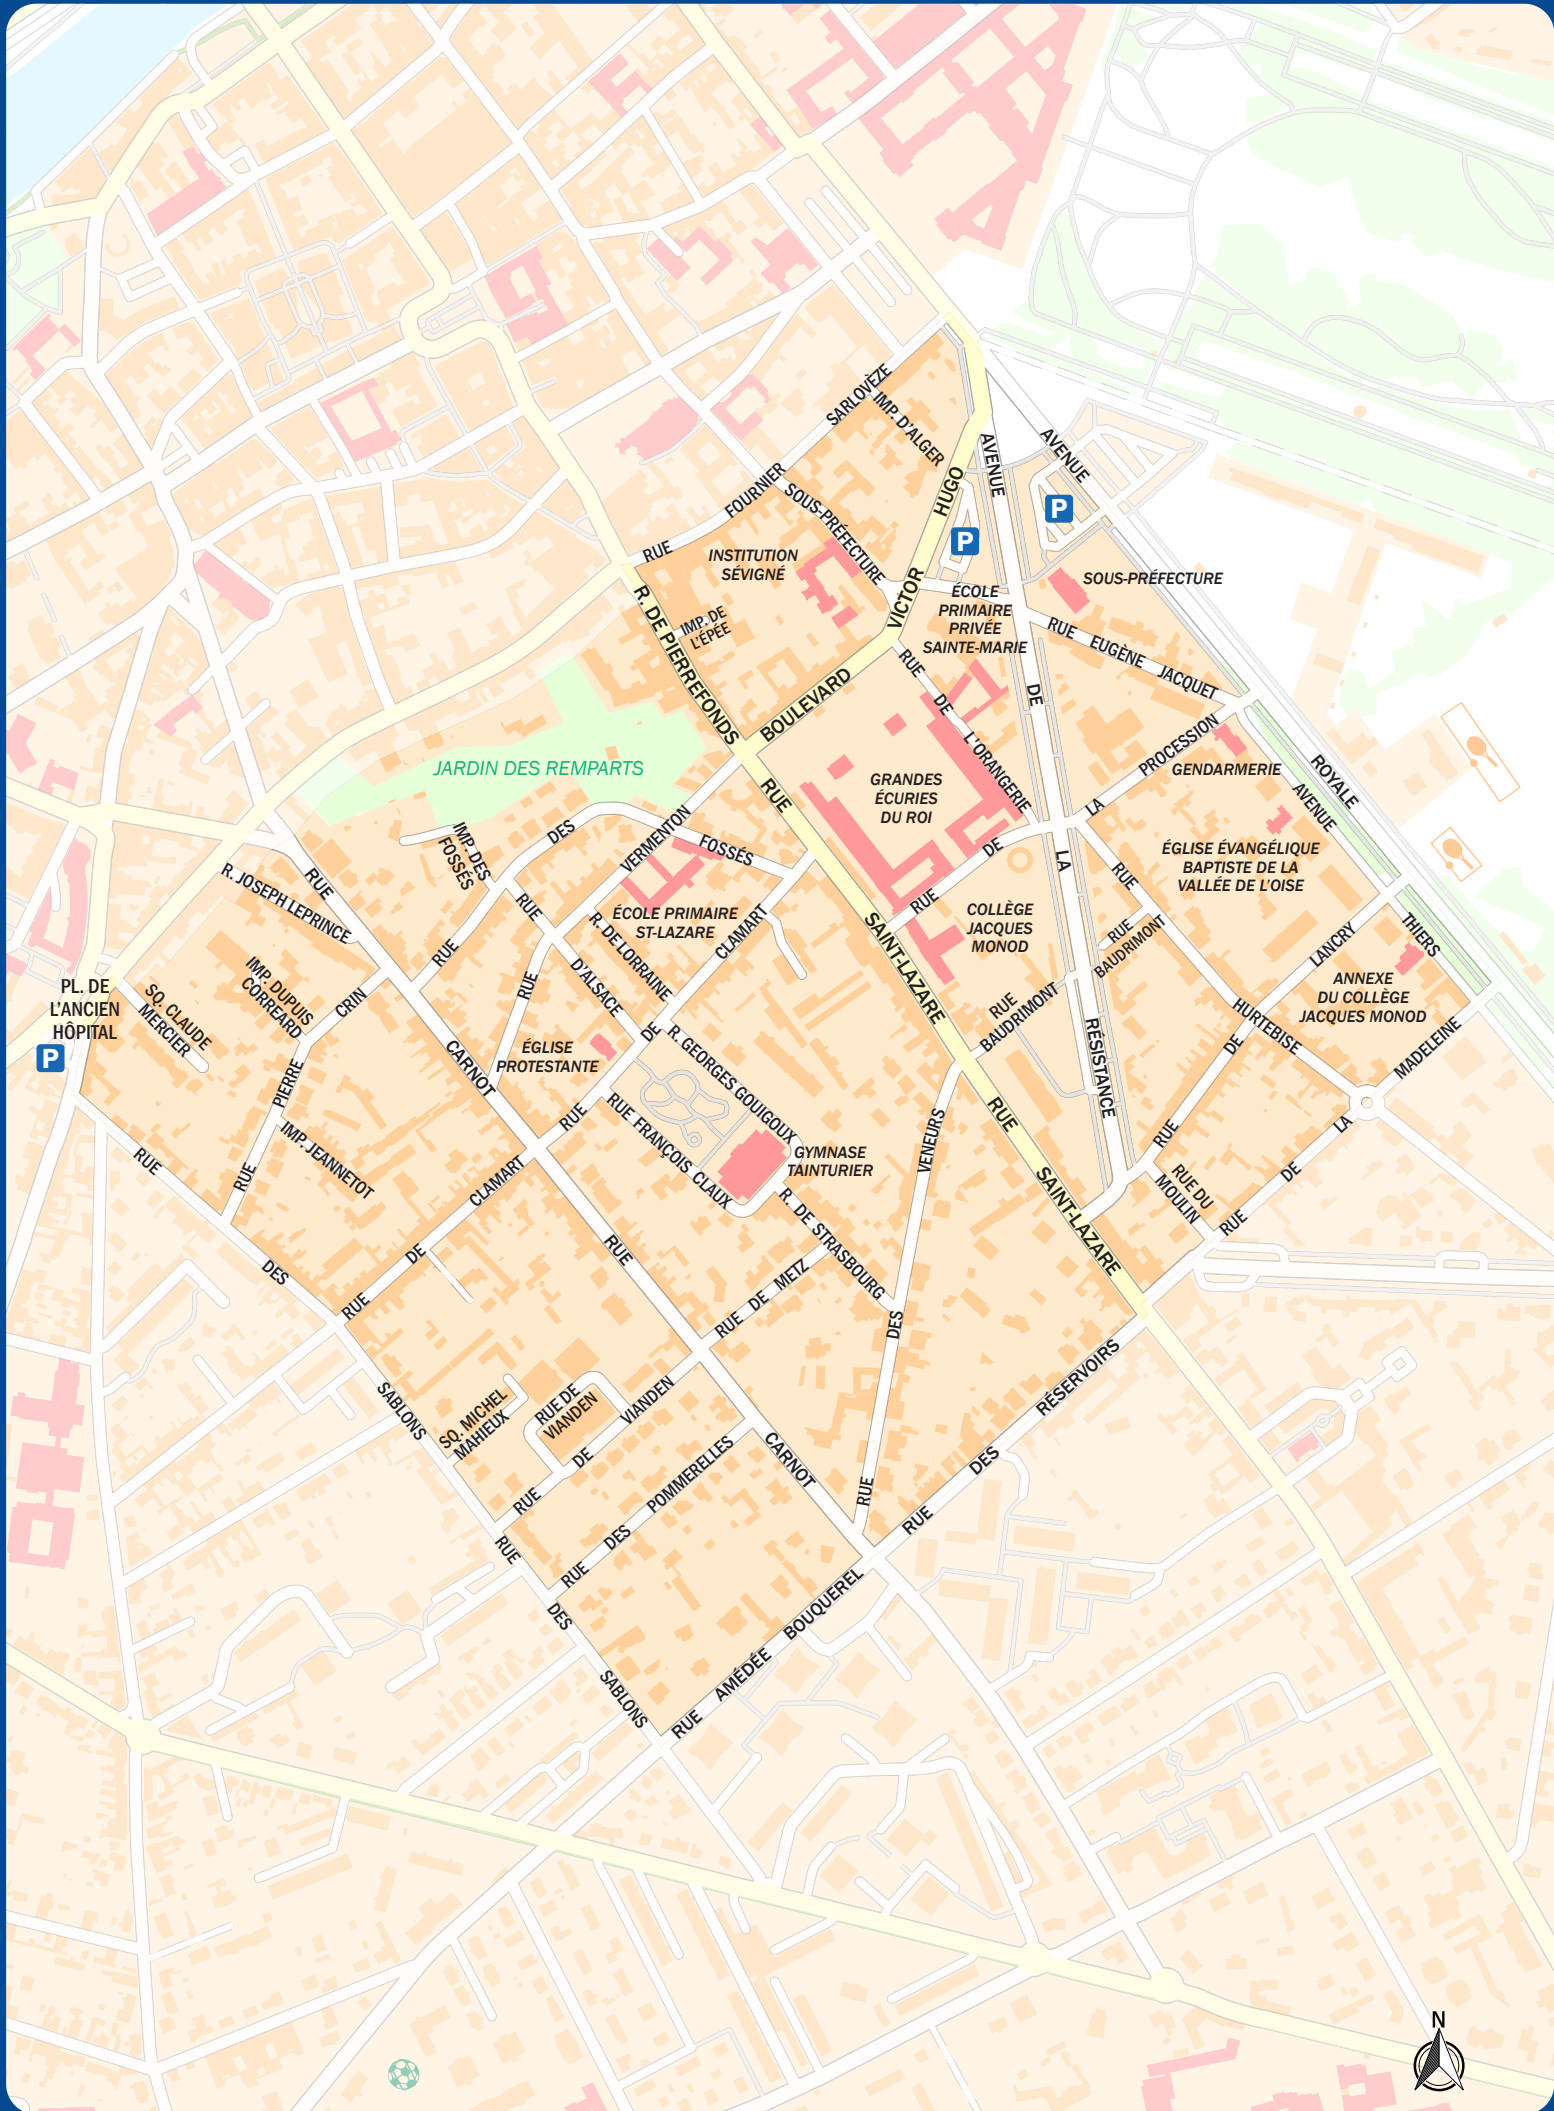 RUE FOURNIER SARLOVÈZE
IMP. D'ALGER
SOUS-PRÉFECTURE
INSTITUTION
SÉVIGNÉ
IMP. DE
L'ÉPÉE
R. DE PIERREFONDS
BOULEVARD VICTOR HUGO
AVENUE DE LA RÉSISTANCE
AVENUE ROYALE
P
P
SOUS-PRÉFECTURE
ÉCOLE
PRIMAIRE
PRIVÉE
SAINTE-MARIE
RUE EUGÈNE JACQUET
RUE DE L'ORANGERIE
GRANDES
ÉCURIES
DU ROI
RUE DE LA PROCESSION
GENDARMERIE
AVENUE THIERS
ÉGLISE ÉVANGÉLIQUE
BAPTISTE DE LA
VALLÉE DE L'OISE
RUE HURTEBISE
COLLÈGE
JACQUES
MONOD
RUE
BAUDRIMONT
RUE
BAUDRIMONT
RUE DE LANCRY
ANNEXE
DU COLLÈGE
JACQUES MONOD
RUE DE LA MADELEINE
RUE DU
MOULIN
RUE SAINT-LAZARE
RUE SAINT-LAZARE
JARDIN DES REMPARTS
IMP. DES
FOSSÉS
RUE DES FOSSÉS
RUE VERMENTON
ÉCOLE PRIMAIRE
ST-LAZARE
R. DE LORRAINE
RUE D'ALSACE
RUE DE CLAMART
RUE DE CLAMART
ÉGLISE
PROTESTANTE
R. GEORGES GOUIGOUX
RUE FRANÇOIS CLAUX
GYMNASE
TAINTURIER
R. DE STRASBOURG
RUE DE METZ
RUE DES VENEURS
R. JOSEPH LEPRINCE
RUE CARNOT
RUE CARNOT
IMP. DUPUIS
CORREARD
RUE PIERRE CRIN
SQ. CLAUDE
MERCIER
PL. DE
L'ANCIEN
HÔPITAL
P
IMP. JEANNETOT
RUE DES SABLONS
RUE DES SABLONS
SQ. MICHEL
MAHIEUX
RUE DE
VIANDEN
RUE DE VIANDEN
RUE DES POMMERELLES
RUE DES RÉSERVOIRS
RUE AMÉDÉE BOUQUEREL
N